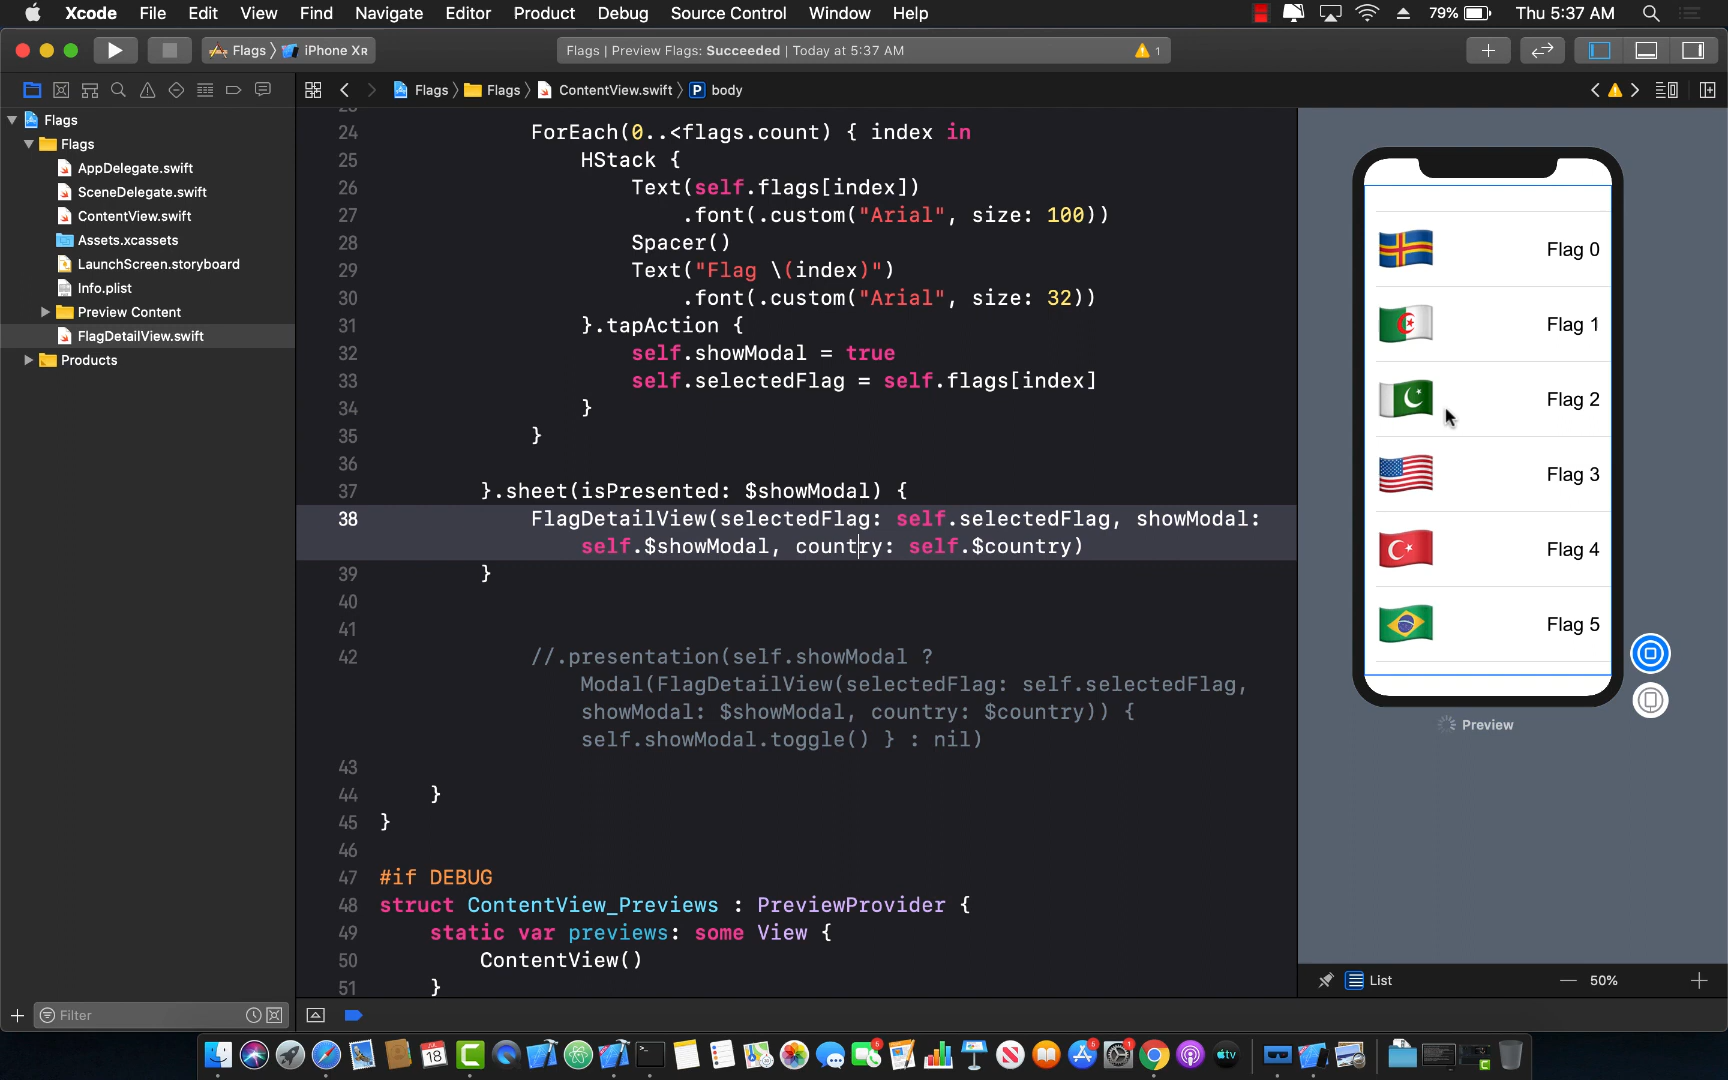 Xcode File Edit View Find Navigate Editor Product Debug Source Control Window Help 79% Thu 5:37 AM
Flags iPhone XR Flags | Preview Flags: Succeeded | Today at 5:37 AM 1
Flags Flags ContentView.swift P body
Flags
Flags
AppDelegate.swift
SceneDelegate.swift
ContentView.swift
Assets.xcassets
LaunchScreen.storyboard
Info.plist
Preview Content
FlagDetailView.swift
Products
24 ForEach(0..<flags.count) { index in
25 HStack {
26 Text(self.flags[index])
27 .font(.custom("Arial", size: 100))
28 Spacer()
29 Text("Flag \(index)")
30 .font(.custom("Arial", size: 32))
31 }.tapAction {
32 self.showModal = true
33 self.selectedFlag = self.flags[index]
34 }
35 }
36
37 }.sheet(isPresented: $showModal) {
38 FlagDetailView(selectedFlag: self.selectedFlag, showModal:
self.$showModal, country: self.$country)
39 }
40
41
42 //.presentation(self.showModal ?
Modal(FlagDetailView(selectedFlag: self.selectedFlag,
showModal: $showModal, country: $country)) {
self.showModal.toggle() } : nil)
43
44 }
45 }
46
47 #if DEBUG
48 struct ContentView_Previews : PreviewProvider {
49 static var previews: some View {
50 ContentView()
51 }
Flag 0
Flag 1
Flag 2
Flag 3
Flag 4
Flag 5
Preview
List 50%
Filter
18
5
5
1
tv